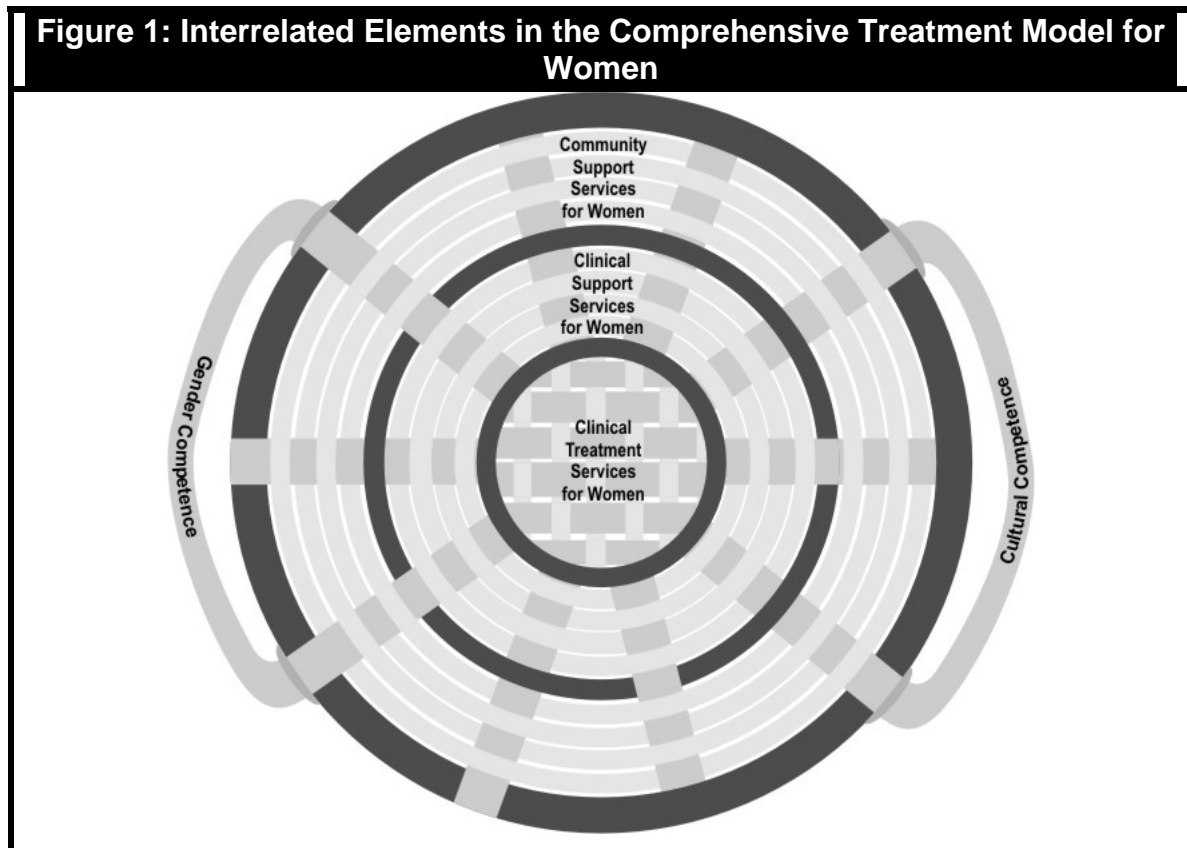 Figure 1: Interrelated Elements in the Comprehensive Treatment Model for
Women
Community
Support
Services
for Women
Clinical
Support
Services
for Women
Clinical
Treatment
Services
for Women
Gender Competence
Cultural Competence